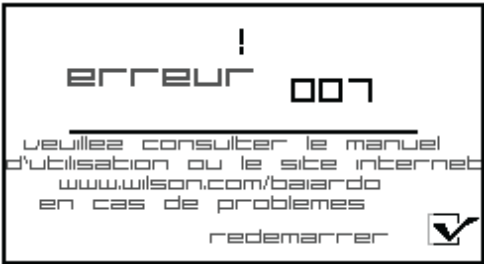 !
erreur 007
veuillez consulter le manuel
d'utilisation ou le site internet
www.wilson.com/baiardo
en cas de problemes
redemarrer